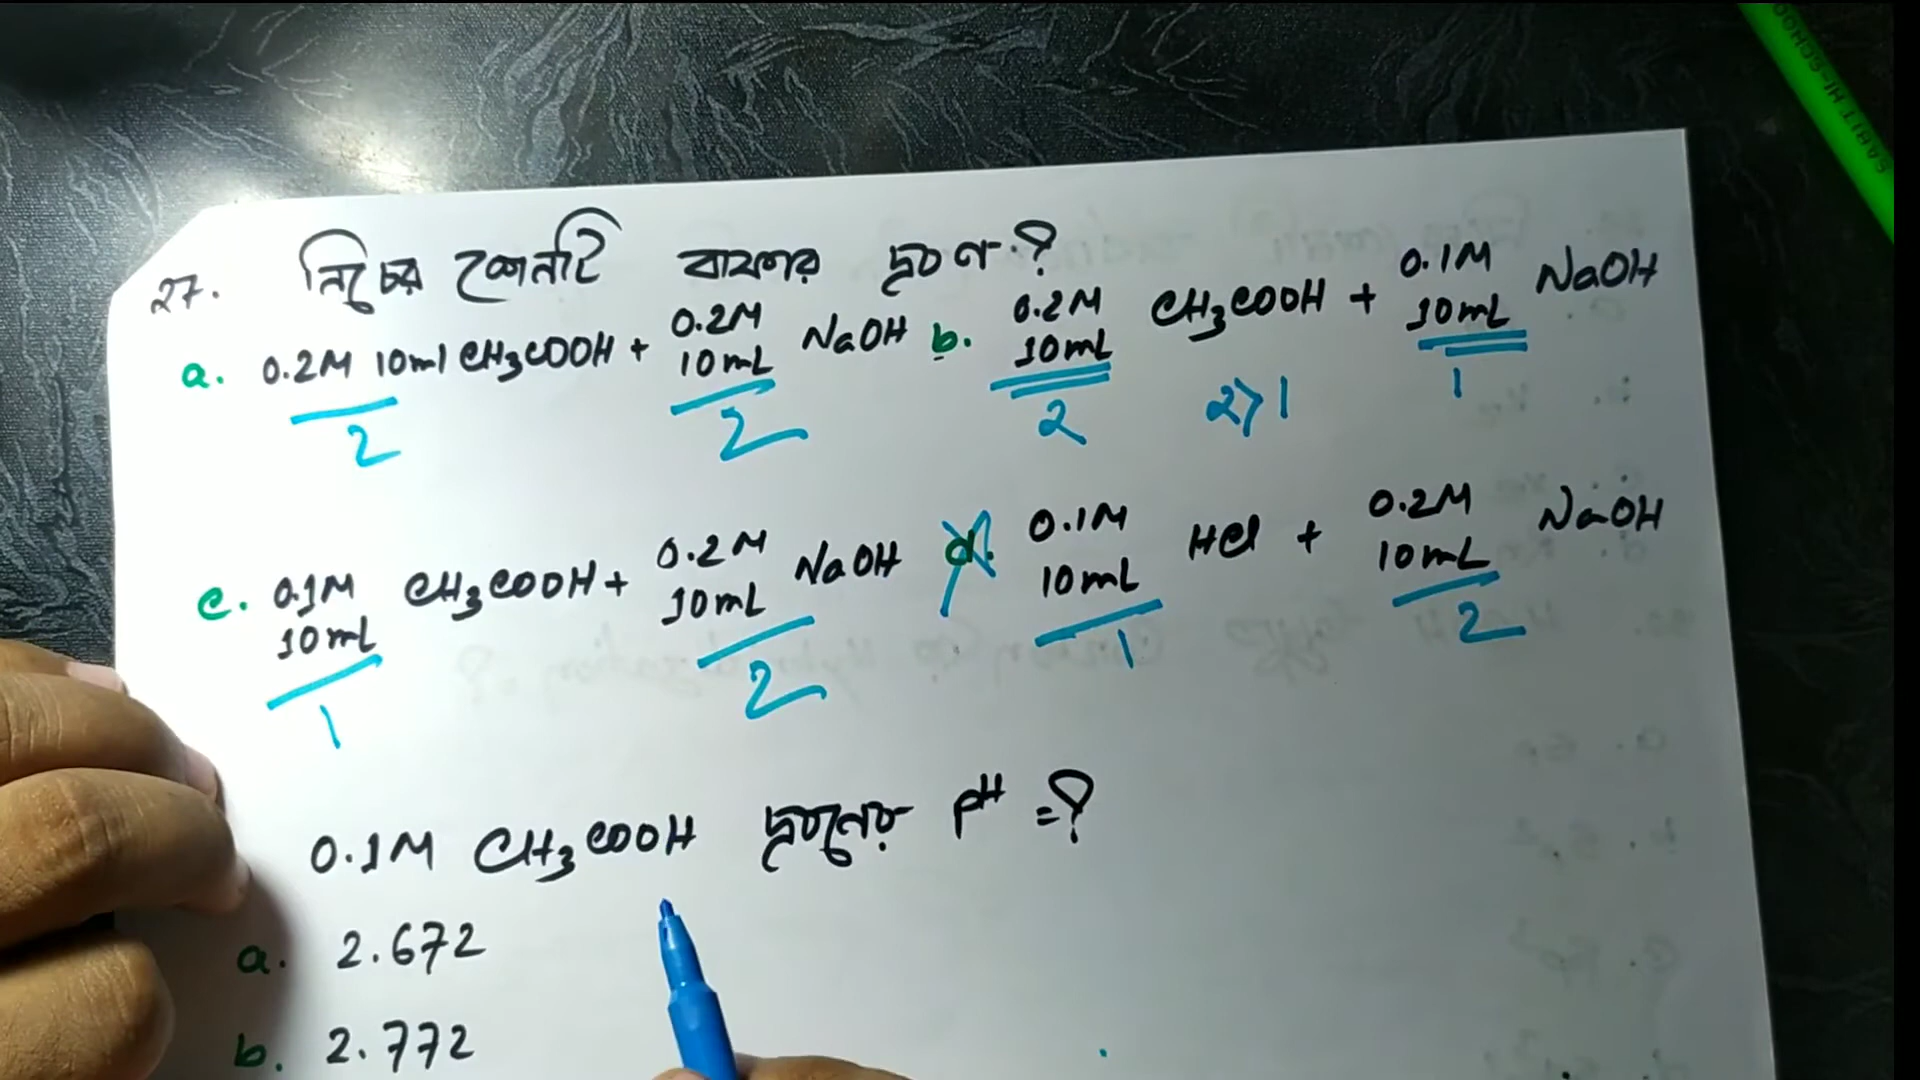 27. নিচের কোনটি বাফার দ্রবণ?
a. 0.2M 10ml CH₃COOH + 0.2M 10mL NaOH b. 0.2M 10mL CH₃COOH + 0.1M 10mL NaOH
2 2 2 2>1 1
c. 0.1M 10mL CH₃COOH + 0.2M 10mL NaOH d. 0.1M 10mL HCl + 0.2M 10mL NaOH
1 2 1 2
0.1M CH₃COOH দ্রবণের pH =?
a. 2.672
b. 2.772